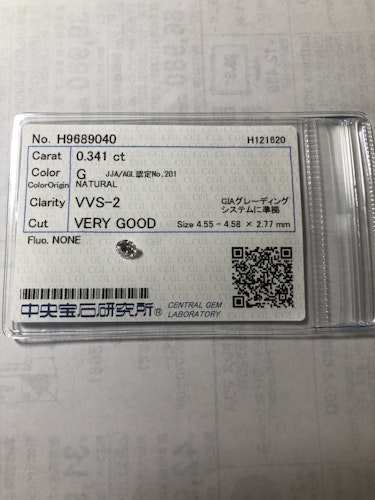 No. H9689040 H121620
Carat 0.341 ct
Color G JJA/AGL認定No.201
ColorOrigin NATURAL
Clarity VVS-2 GIAグレーディング
システムに準拠
Cut VERY GOOD Size 4.55 - 4.58 × 2.77 mm
Fluo. NONE
中央宝石研究所® CENTRAL GEM
LABORATORY